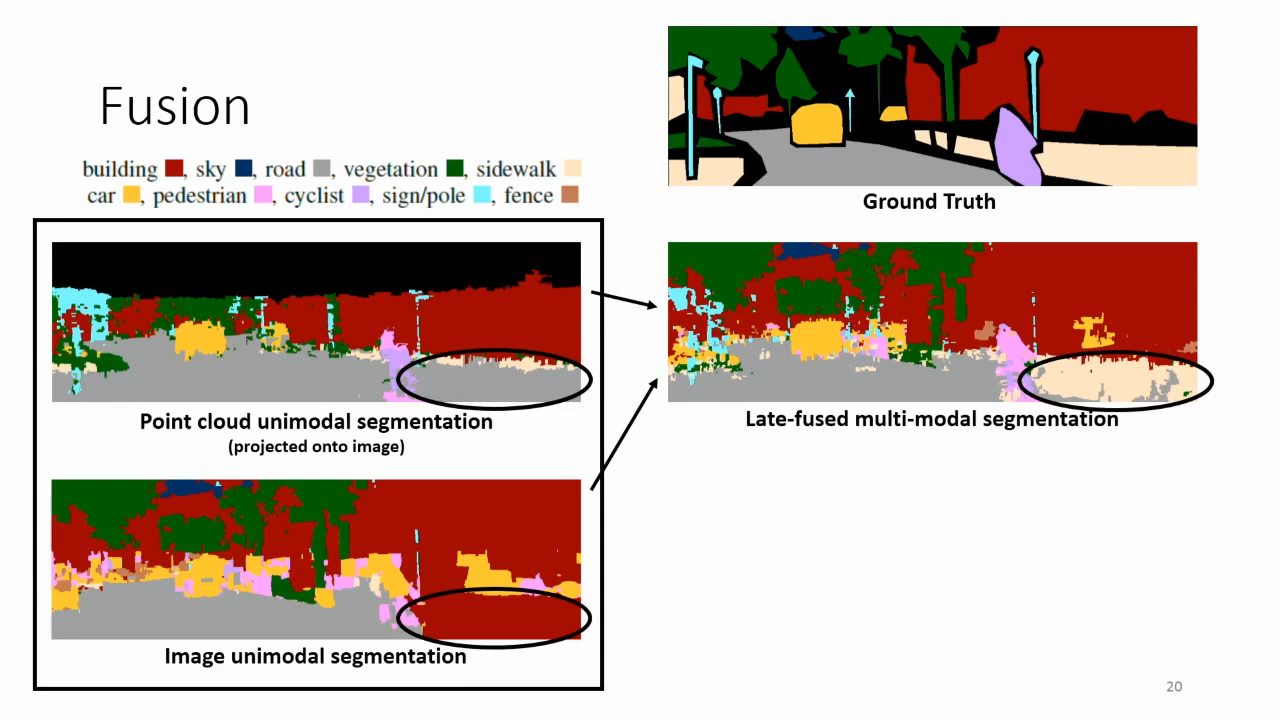 Fusion
building , sky , road , vegetation , sidewalk
car , pedestrian , cyclist , sign/pole , fence
Ground Truth
Point cloud unimodal segmentation
(projected onto image)
Late-fused multi-modal segmentation
Image unimodal segmentation
20